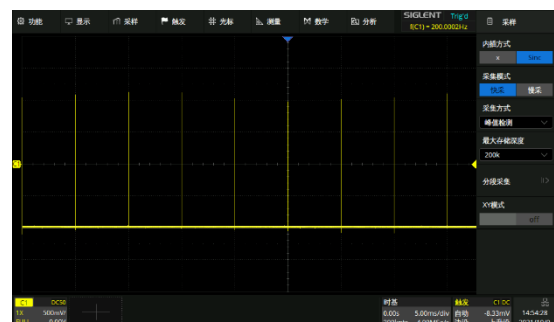 功能 显示 采样 触发 光标 测量 数学 分析 SIGLENT Trig'd 采样
f(C1) = 200.0002Hz
内插方式
x Sinc
采集模式
快采 慢采
采集方式
峰值检测
最大存储深度
200k
分段采集
XY模式
off
C1
C1 DC50 时基 触发 C1 DC
1X 500mV/ 0.00s 5.00ms/div 自动 -8.33mV 14:54:28